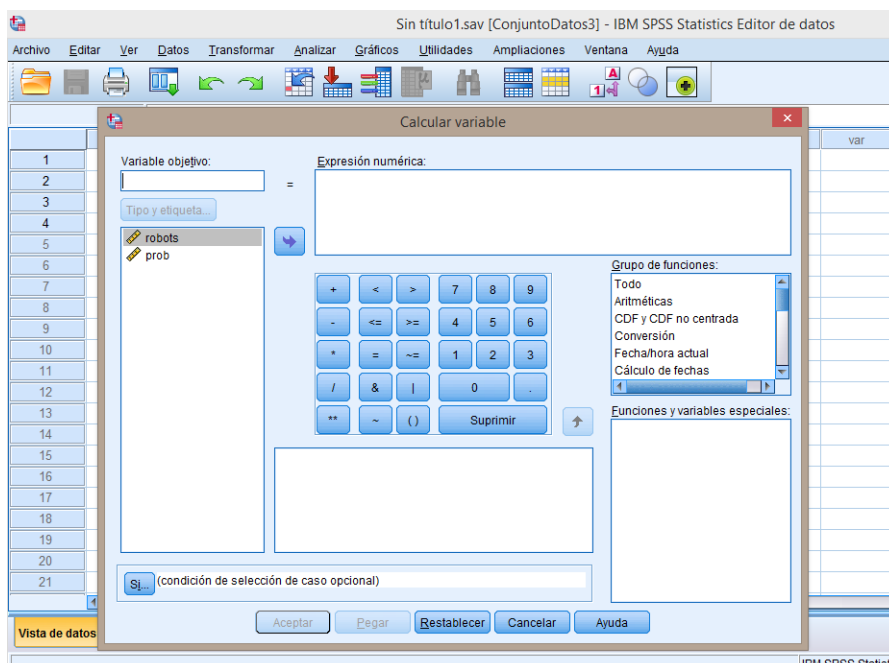 Sin título1.sav [ConjuntoDatos3] - IBM SPSS Statistics Editor de datos
Archivo Editar Ver Datos Transformar Analizar Gráficos Utilidades Ampliaciones Ventana Ayuda
Calcular variable
var
Variable objetivo:
=
Expresión numérica:
Tipo y etiqueta...
robots
prob
+ < > 7 8 9
- <= >= 4 5 6
* = ~= 1 2 3
/ & | 0 .
** ~ ( ) Suprimir
Grupo de funciones:
Todo
Aritméticas
CDF y CDF no centrada
Conversión
Fecha/hora actual
Cálculo de fechas
Funciones y variables especiales:
Si... (condición de selección de caso opcional)
Aceptar Pegar Restablecer Cancelar Ayuda
1
2
3
4
5
6
7
8
9
10
11
12
13
14
15
16
17
18
19
20
21
Vista de datos